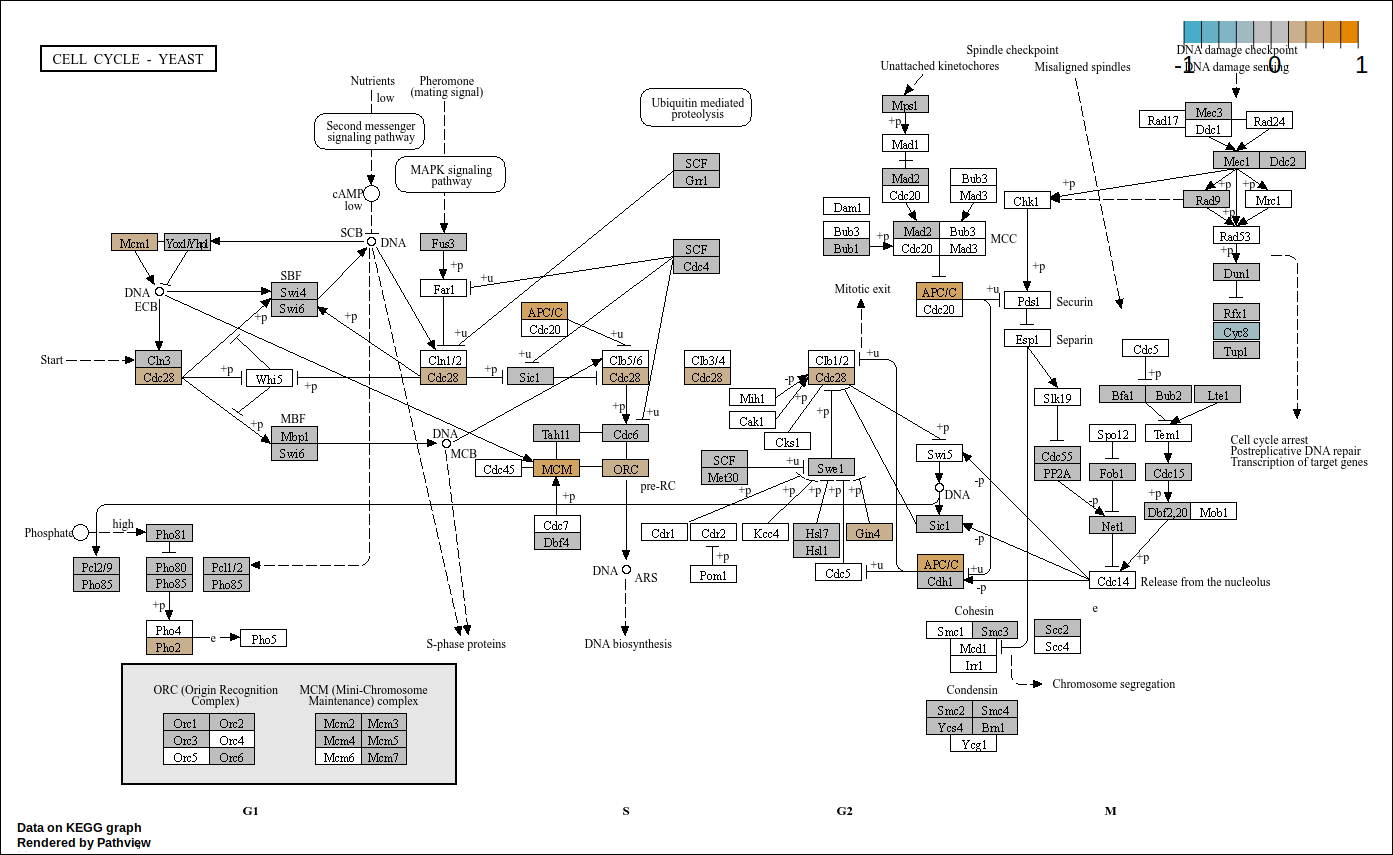 CELL CYCLE - YEAST
Nutrients
low
Second messenger
signaling pathway
cAMP
low
SCB
DNA
Pheromone
(mating signal)
MAPK signaling
pathway
Fus3
+p
Far1
+u
Ubiquitin mediated
proteolysis
SCF
Grr1
SCF
Cdc4
Spindle checkpoint
Unattached kinetochores
Misaligned spindles
DNA damage checkpoint
DNA damage sensing
-1
0
1
Mps1
+p
Mad1
Mad2
Cdc20
Bub3
Mad3
Dam1
Bub3
Bub1
+p
Mad2
Bub3
Cdc20
Mad3
MCC
Chk1
+p
+p
Rad17
Mec3
Ddc1
Rad24
Mec1
Ddc2
+p
+p
Rad9
Mrc1
+p
Rad53
+p
Dun1
Rfx1
Cyc8
Tup1
Mcm1
Yox1/Yhp1
DNA
ECB
SBF
Swi4
Swi6
+p
+p
Start
Cln3
Cdc28
+p
Whi5
+p
+p
MBF
Mbp1
Swi6
+u
Cln1/2
Cdc28
+p
+u
Sic1
APC/C
Cdc20
+u
Clb5/6
Cdc28
+p
+u
Clb3/4
Cdc28
Mitotic exit
APC/C
Cdc20
+u
Pds1
Securin
Esp1
Separin
Clb1/2
Cdc28
+u
-p
+p
+p
Mih1
Cak1
Cks1
+p
Swi5
DNA
Slk19
Cdc5
+p
Bfa1
Bub2
Lte1
Spo12
Tem1
Cdc55
PP2A
Fob1
Cdc15
-p
+p
Net1
Dbf2,20
Mob1
+p
Cell cycle arrest
Postreplicative DNA repair
Transcription of target genes
DNA
MCB
Tah11
Cdc6
Cdc45
MCM
ORC
pre-RC
+p
Cdc7
Dbf4
SCF
Met30
+u
Swe1
+p
+p
+p
+p
Cdr1
Cdr2
Kcc4
Hsl7
Hsl1
Gin4
+p
Pom1
Cdc5
+u
Sic1
-p
-p
APC/C
Cdh1
+u
-p
Cdc14
Release from the nucleolus
e
Phosphate
high
Pho81
Pcl2/9
Pho85
Pho80
Pho85
Pcl1/2
Pho85
+p
Pho4
Pho2
e
Pho5
DNA
ARS
S-phase proteins
DNA biosynthesis
Cohesin
Smc1
Smc3
Mcd1
Irr1
Scc2
Scc4
Chromosome segregation
Condensin
Smc2
Smc4
Ycs4
Brn1
Ycg1
ORC (Origin Recognition
Complex)
Orc1
Orc2
Orc3
Orc4
Orc5
Orc6
MCM (Mini-Chromosome
Maintenance) complex
Mcm2
Mcm3
Mcm4
Mcm5
Mcm6
Mcm7
G1
S
G2
M
Data on KEGG graph
Rendered by Pathview